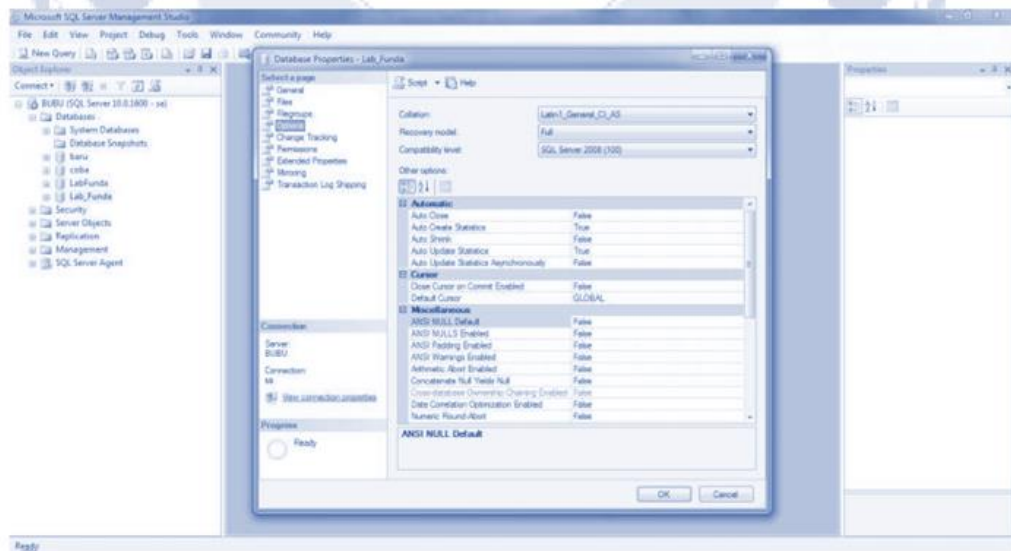 Microsoft SQL Server Management Studio
File Edit View Project Debug Tools Window Community Help
New Query
Object Explorer
Connect
BUBU (SQL Server 10.0.1600 - sa)
Databases
System Databases
Database Snapshots
baru
coba
LabFunda
Lab_Funda
Security
Server Objects
Replication
Management
SQL Server Agent
Database Properties - Lab_Funda
Select a page
General
Files
Filegroups
Options
Change Tracking
Permissions
Extended Properties
Mirroring
Transaction Log Shipping
Connection
Server:
BUBU
Connection:
View connection properties
Progress
Ready
Script Help
Collation: Latin1_General_CI_AS
Recovery model: Full
Compatibility level: SQL Server 2008 (100)
Other options:
Automatic
Auto Close False
Auto Create Statistics True
Auto Shrink False
Auto Update Statistics True
Auto Update Statistics Asynchronously False
Cursor
Close Cursor on Commit Enabled False
Default Cursor GLOBAL
Miscellaneous
ANSI NULL Default False
ANSI NULLS Enabled False
ANSI Padding Enabled False
ANSI Warnings Enabled False
Arithmetic Abort Enabled False
Concatenate Null Yields Null False
Cross-database Ownership Chaining Enabled False
Date Correlation Optimization Enabled False
Numeric Round-Abort False
ANSI NULL Default
OK Cancel
Properties
Ready